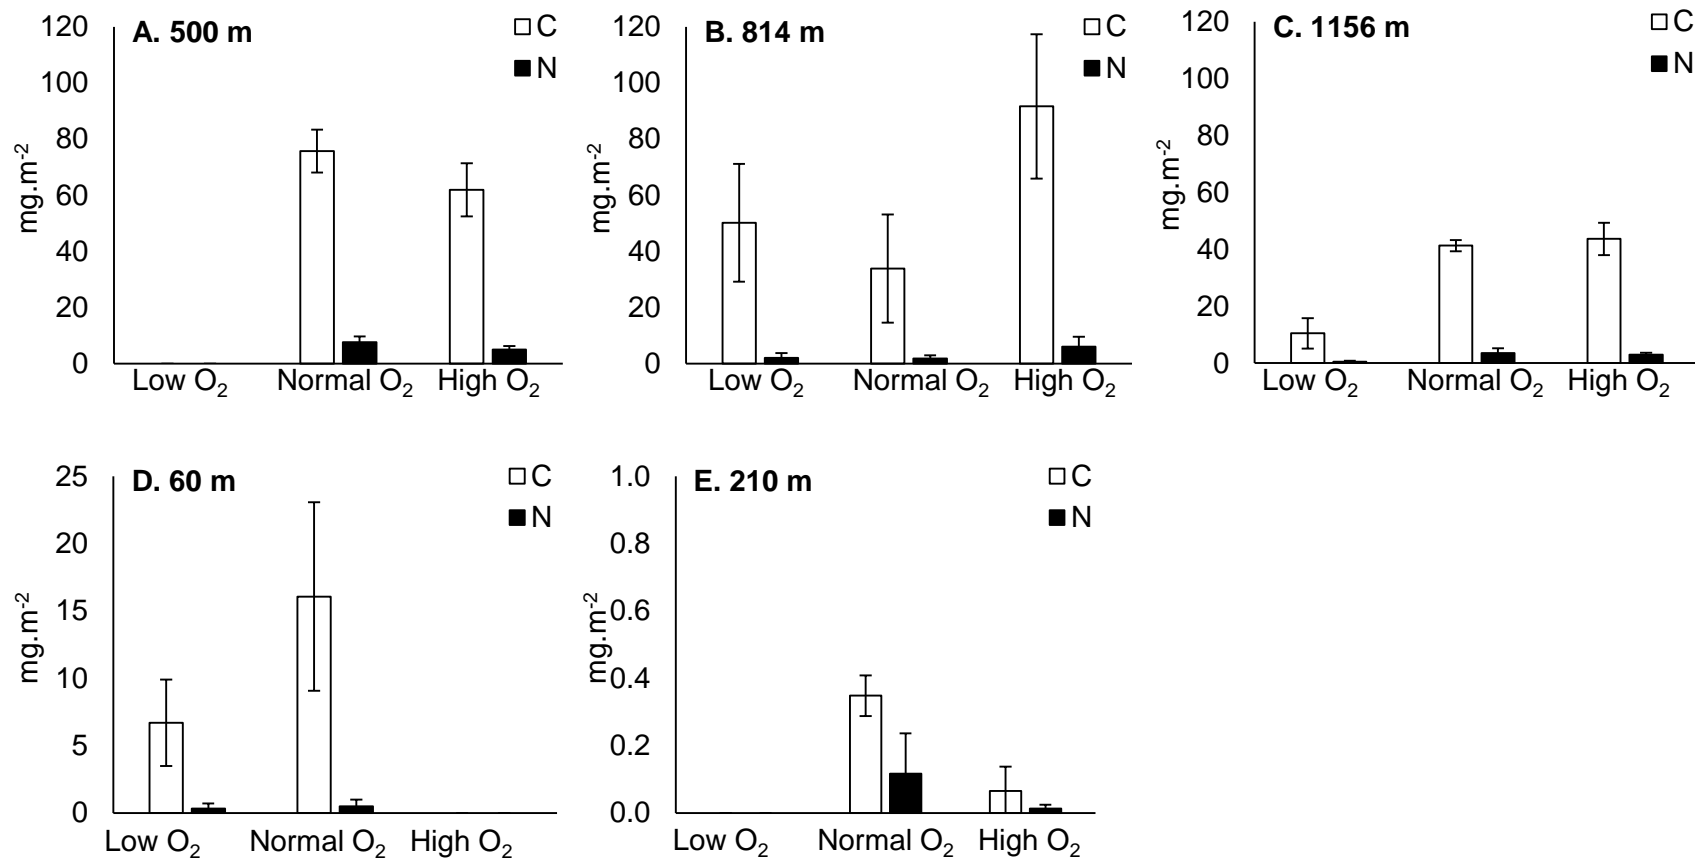 A. 500 m
C
N
mg.m-2
120
100
80
60
40
20
0
Low O2
Normal O2
High O2
B. 814 m
C
N
mg.m-2
120
100
80
60
40
20
0
Low O2
Normal O2
High O2
C. 1156 m
C
N
mg.m-2
120
100
80
60
40
20
0
Low O2
Normal O2
High O2
D. 60 m
C
N
mg.m-2
25
20
15
10
5
0
Low O2
Normal O2
High O2
E. 210 m
C
N
mg.m-2
1.0
0.8
0.6
0.4
0.2
0.0
Low O2
Normal O2
High O2